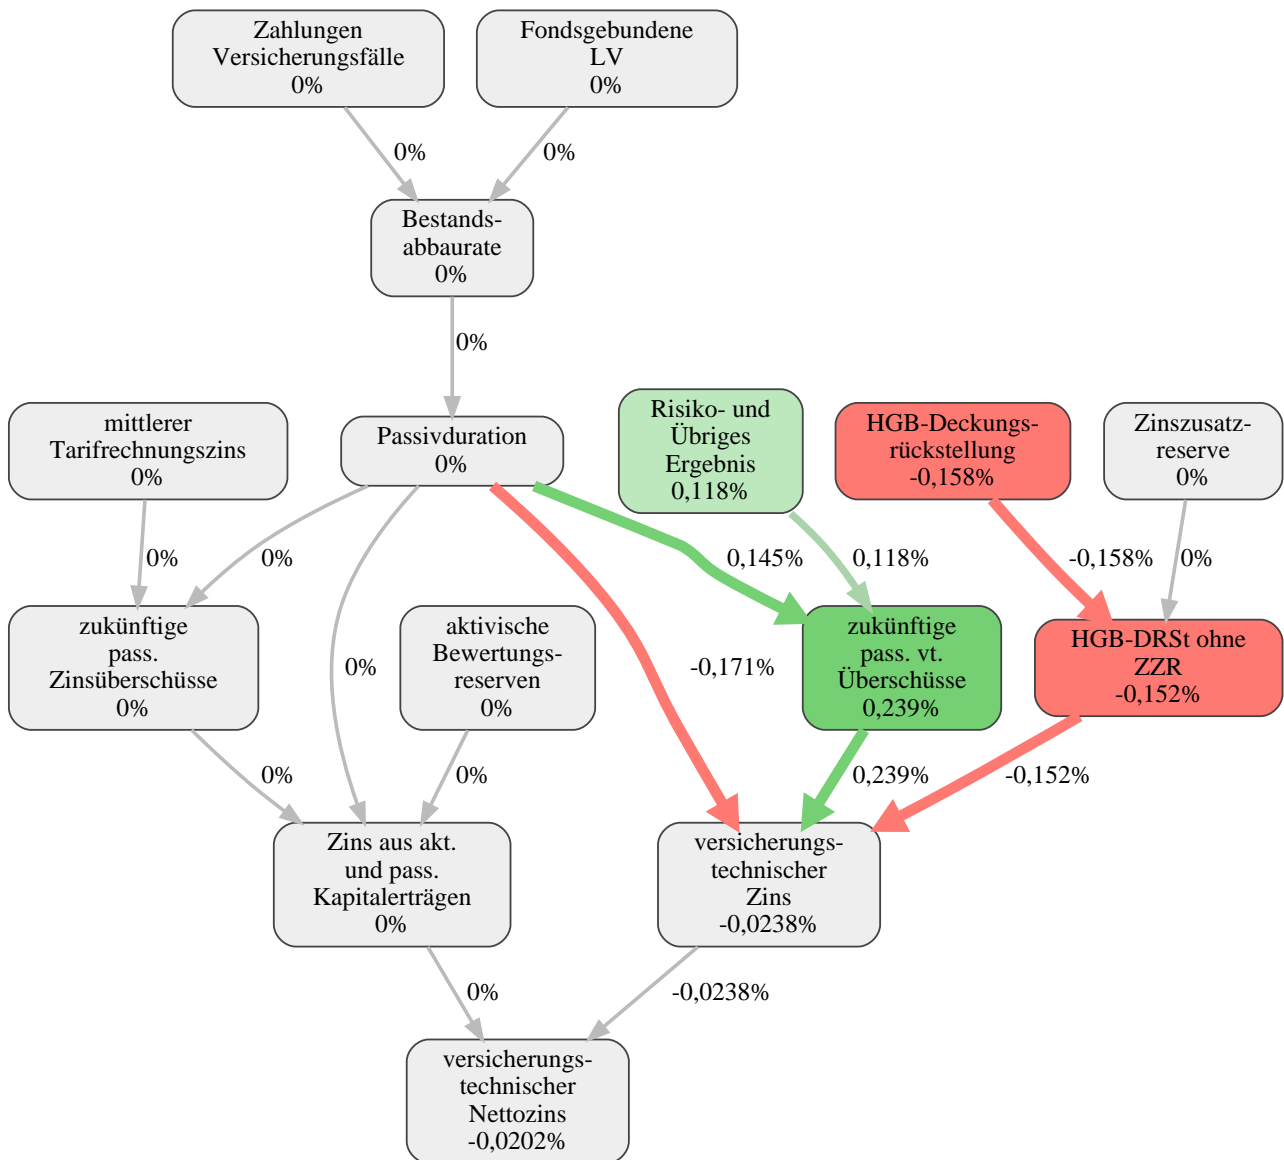 Zahlungen
Versicherungsfälle
0%
Fondsgebundene
LV
0%
0%
0%
Bestands-
abbaurate
0%
0%
mittlerer
Tarifrechnungszins
0%
Passivduration
0%
Risiko- und
Übriges
Ergebnis
0,118%
HGB-Deckungs-
rückstellung
-0,158%
Zinszusatz-
reserve
0%
0%
0%
0,145%
0,118%
-0,158%
0%
zukünftige
pass.
Zinsüberschüsse
0%
0%
aktivische
Bewertungs-
reserven
0%
-0,171%
zukünftige
pass. vt.
Überschüsse
0,239%
HGB-DRSt ohne
ZZR
-0,152%
0%
0%
0,239%
-0,152%
Zins aus akt.
und pass.
Kapitalerträgen
0%
versicherungs-
technischer
Zins
-0,0238%
0%
-0,0238%
versicherungs-
technischer
Nettozins
-0,0202%